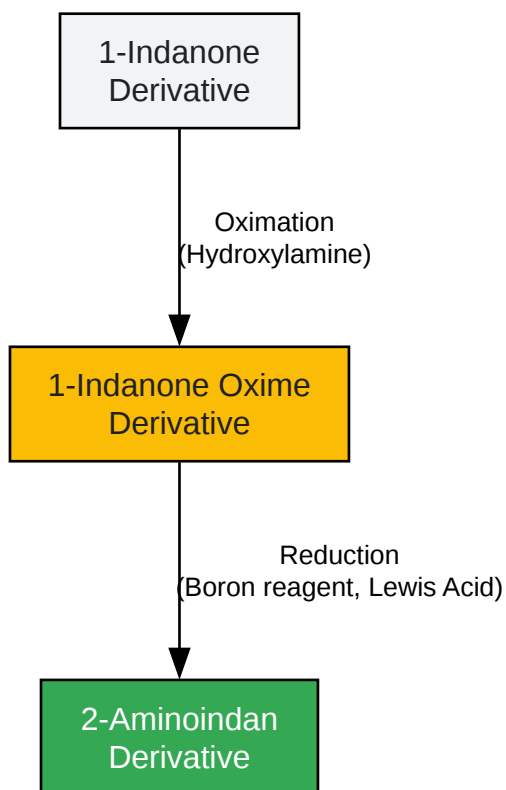 1-Indanone
Derivative
Oximation
(Hydroxylamine)
1-Indanone Oxime
Derivative
Reduction
(Boron reagent, Lewis Acid)
2-Aminoindan
Derivative